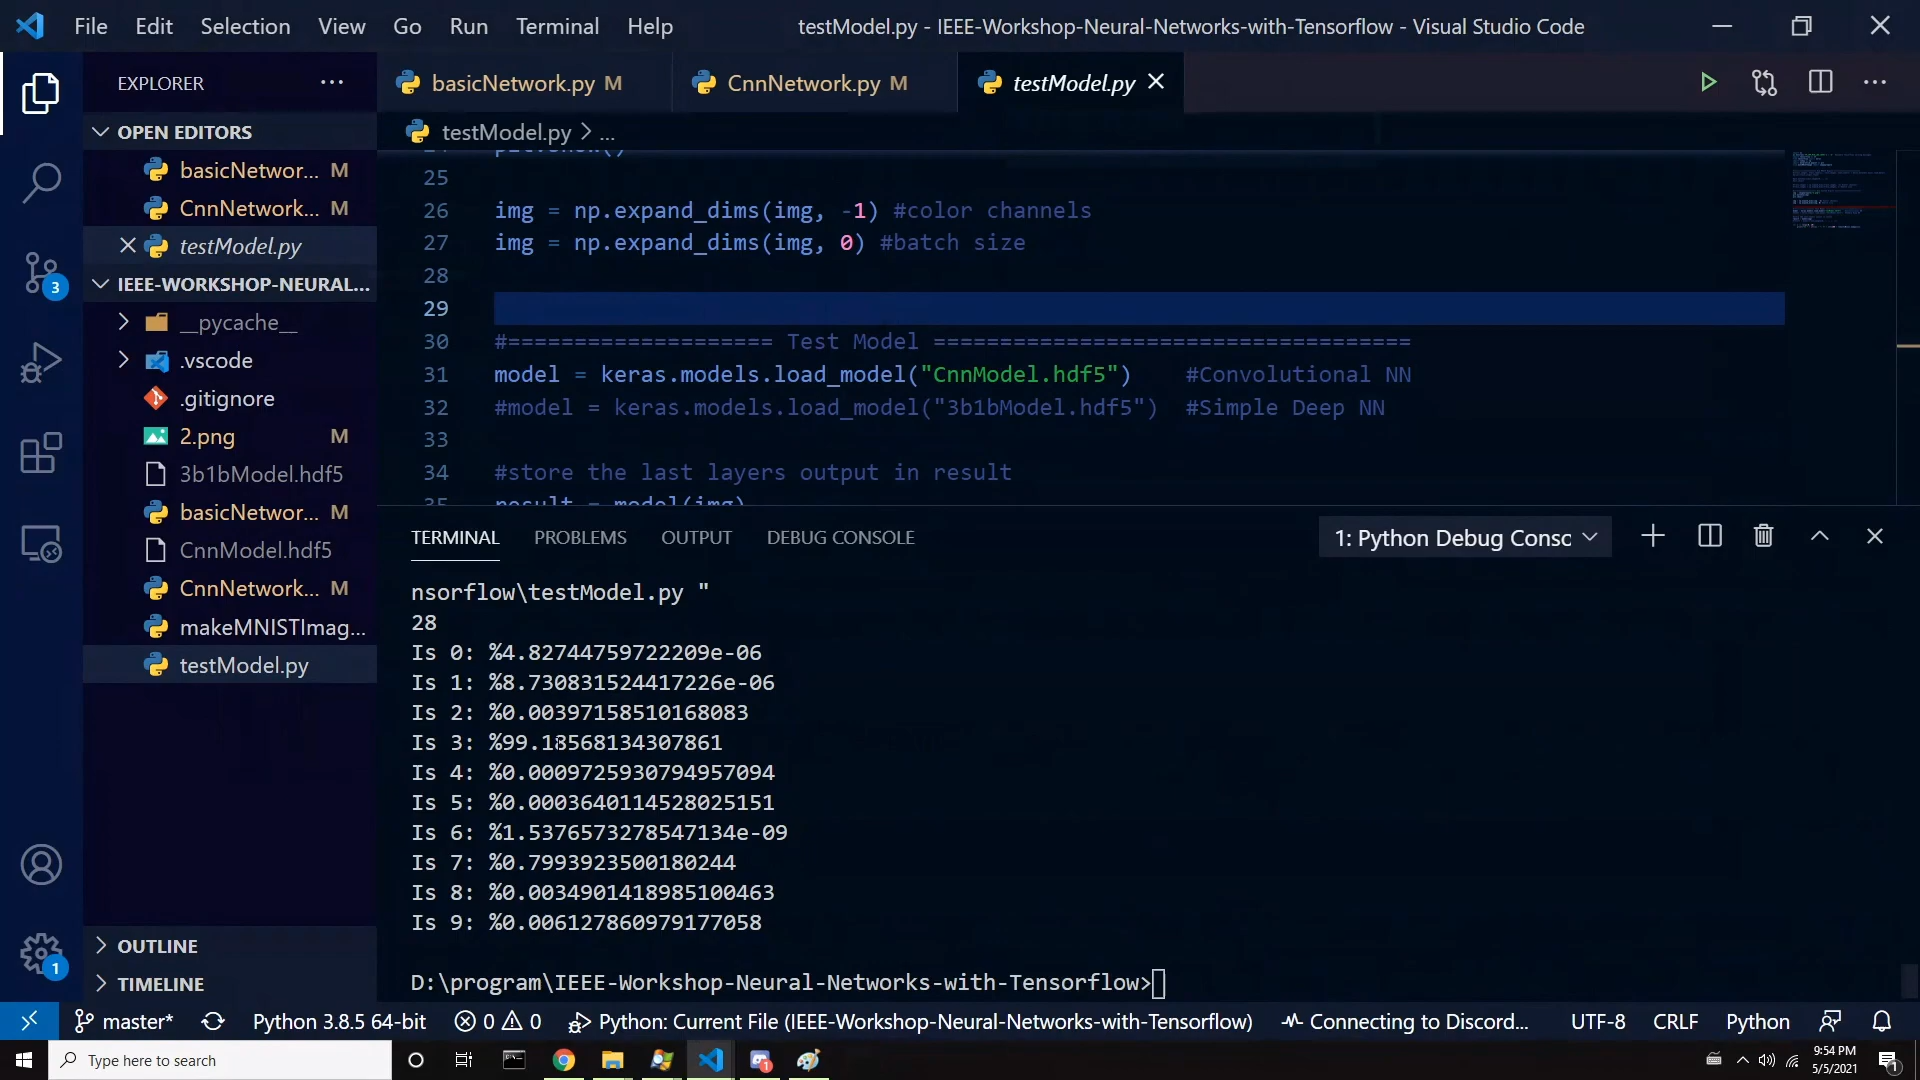 File Edit Selection View Go Run Terminal Help
testModel.py - IEEE-Workshop-Neural-Networks-with-Tensorflow - Visual Studio Code
EXPLORER
OPEN EDITORS
basicNetwor... M
CnnNetwork... M
testModel.py
IEEE-WORKSHOP-NEURAL...
__pycache__
.vscode
.gitignore
2.png M
3b1bModel.hdf5
basicNetwor... M
CnnModel.hdf5
CnnNetwork... M
makeMNISTImag...
testModel.py
OUTLINE
TIMELINE
3
1
basicNetwork.py M
CnnNetwork.py M
testModel.py
testModel.py > ...
25
26 img = np.expand_dims(img, -1) #color channels
27 img = np.expand_dims(img, 0) #batch size
28
29
30 #==================== Test Model ====================================
31 model = keras.models.load_model("CnnModel.hdf5") #Convolutional NN
32 #model = keras.models.load_model("3b1bModel.hdf5") #Simple Deep NN
33
34 #store the last layers output in result
35 result = model(img)
TERMINAL PROBLEMS OUTPUT DEBUG CONSOLE
1: Python Debug Consc
nsorflow\testModel.py "
28
Is 0: %4.82744759722209e-06
Is 1: %8.730831524417226e-06
Is 2: %0.00397158510168083
Is 3: %99.18568134307861
Is 4: %0.0009725930794957094
Is 5: %0.0003640114528025151
Is 6: %1.5376573278547134e-09
Is 7: %0.7993923500180244
Is 8: %0.0034901418985100463
Is 9: %0.006127860979177058
D:\program\IEEE-Workshop-Neural-Networks-with-Tensorflow>
master* Python 3.8.5 64-bit 0 0 Python: Current File (IEEE-Workshop-Neural-Networks-with-Tensorflow) Connecting to Discord... UTF-8 CRLF Python
Type here to search
9:54 PM
5/5/2021
1